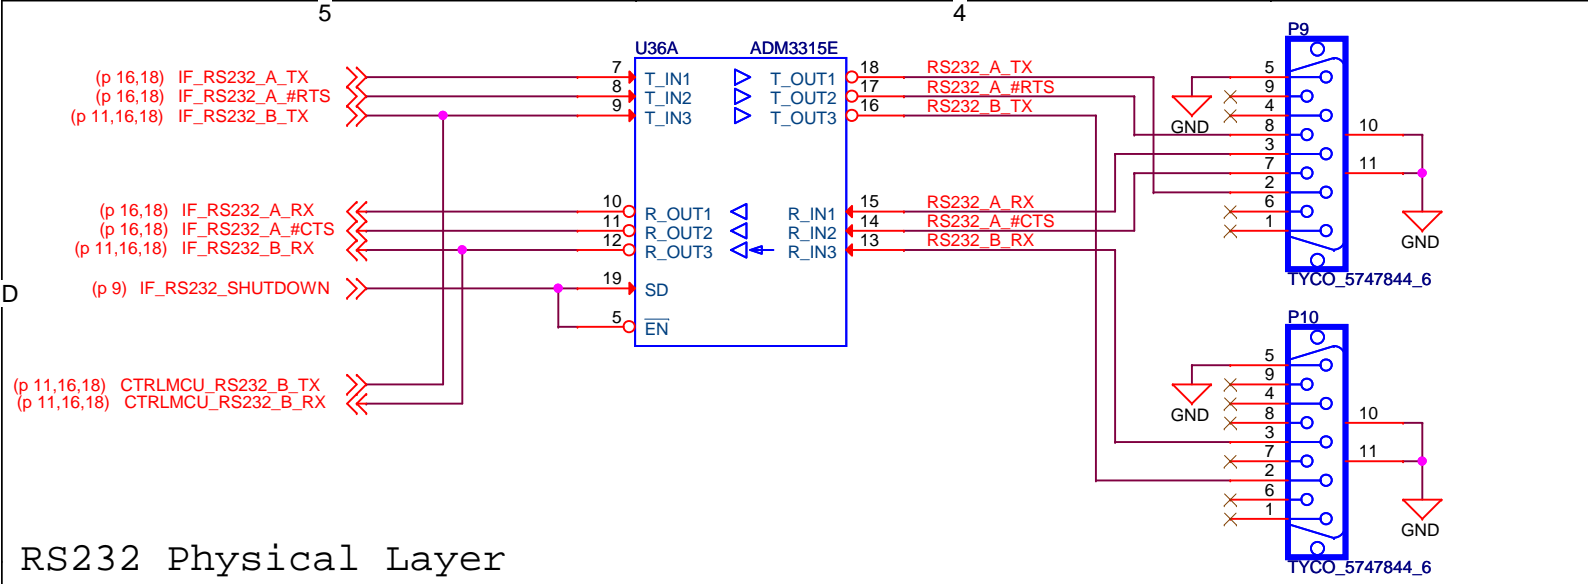 5 4
U36A ADM3315E P9
(p 16,18) IF_RS232_A_TX 7 T_IN1 T_OUT1 18 RS232_A_TX 5
(p 16,18) IF_RS232_A_#RTS 8 T_IN2 T_OUT2 17 RS232_A_#RTS 9
(p 11,16,18) IF_RS232_B_TX 9 T_IN3 T_OUT3 16 RS232_B_TX 4
GND 8 10
3
7 11
2
(p 16,18) IF_RS232_A_RX 10 R_OUT1 R_IN1 15 RS232_A_RX 6
(p 16,18) IF_RS232_A_#CTS 11 R_OUT2 R_IN2 14 RS232_A_#CTS 1
(p 11,16,18) IF_RS232_B_RX 12 R_OUT3 R_IN3 13 RS232_B_RX
GND
TYCO_5747844_6
D (p 9) IF_RS232_SHUTDOWN 19 SD
5 EN
P10
5
(p 11,16,18) CTRLMCU_RS232_B_TX 9
(p 11,16,18) CTRLMCU_RS232_B_RX 4
GND 8 10
3
7 11
2
6
1
GND
RS232 Physical Layer
TYCO_5747844_6